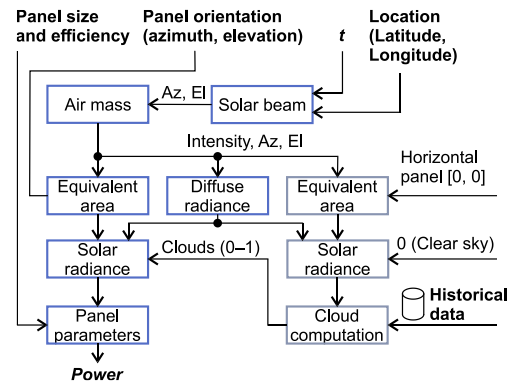 Panel size
and efficiency
Panel orientation
(azimuth, elevation)
t
Location
(Latitude,
Longitude)
Air mass
Az, El
Solar beam
Intensity, Az, El
Equivalent
area
Diffuse
radiance
Equivalent
area
Horizontal
panel [0, 0]
Solar
radiance
Clouds (0–1)
Solar
radiance
0 (Clear sky)
Panel
parameters
Cloud
computation
Historical
data
Power